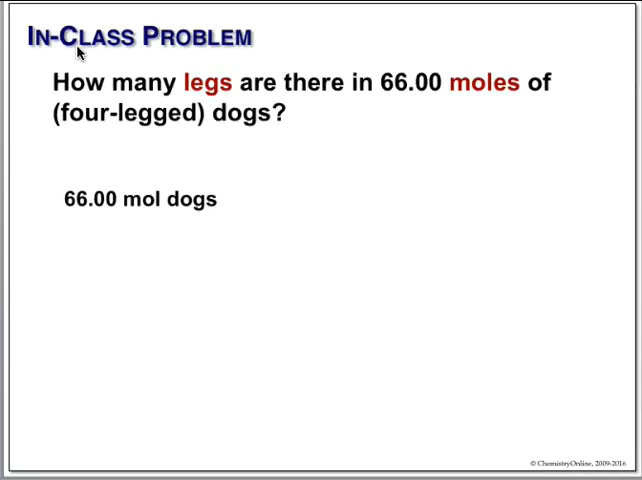 IN-CLASS PROBLEM
How many legs are there in 66.00 moles of
(four-legged) dogs?
66.00 mol dogs
© ChemistryOnline, 2009-2016